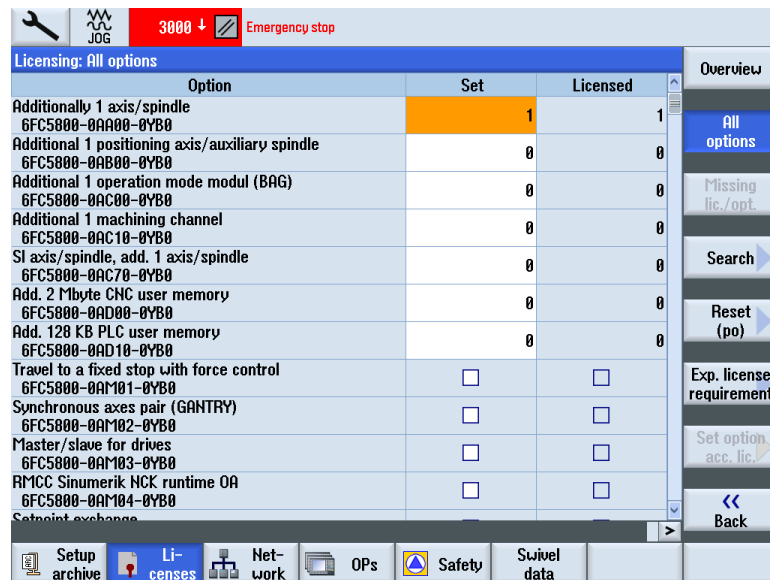 JOG
3000 ↓ Emergency stop
Licensing: All options
Option Set Licensed
Additionally 1 axis/spindle
6FC5800-0AA00-0YB0
1 1
Additional 1 positioning axis/auxiliary spindle
6FC5800-0AB00-0YB0
0 0
Additional 1 operation mode modul (BAG)
6FC5800-0AC00-0YB0
0 0
Additional 1 machining channel
6FC5800-0AC10-0YB0
0 0
SI axis/spindle, add. 1 axis/spindle
6FC5800-0AC70-0YB0
0 0
Add. 2 Mbyte CNC user memory
6FC5800-0AD00-0YB0
0 0
Add. 128 KB PLC user memory
6FC5800-0AD10-0YB0
0 0
Travel to a fixed stop with force control
6FC5800-0AM01-0YB0
Synchronous axes pair (GANTRY)
6FC5800-0AM02-0YB0
Master/slave for drives
6FC5800-0AM03-0YB0
RMCC Sinumerik NCK runtime OA
6FC5800-0AM04-0YB0
Setpoint exchange
Overview
All
options
Missing
lic./opt.
Search
Reset
(po)
Exp. license
requirement
Set option
acc. lic.
<<
Back
>
Setup
archive
Li-
censes
Net-
work
OPs
Safety
Swivel
data